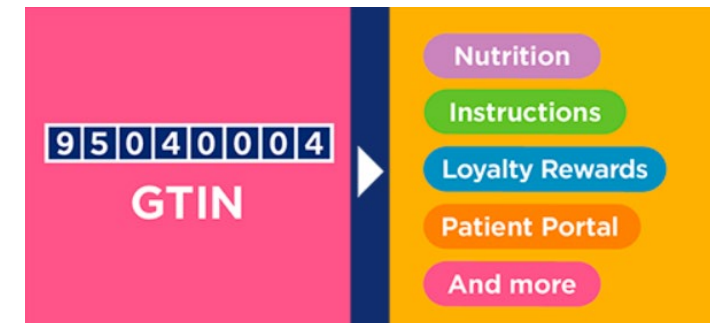 95040004
GTIN
Nutrition
Instructions
Loyalty Rewards
Patient Portal
And more